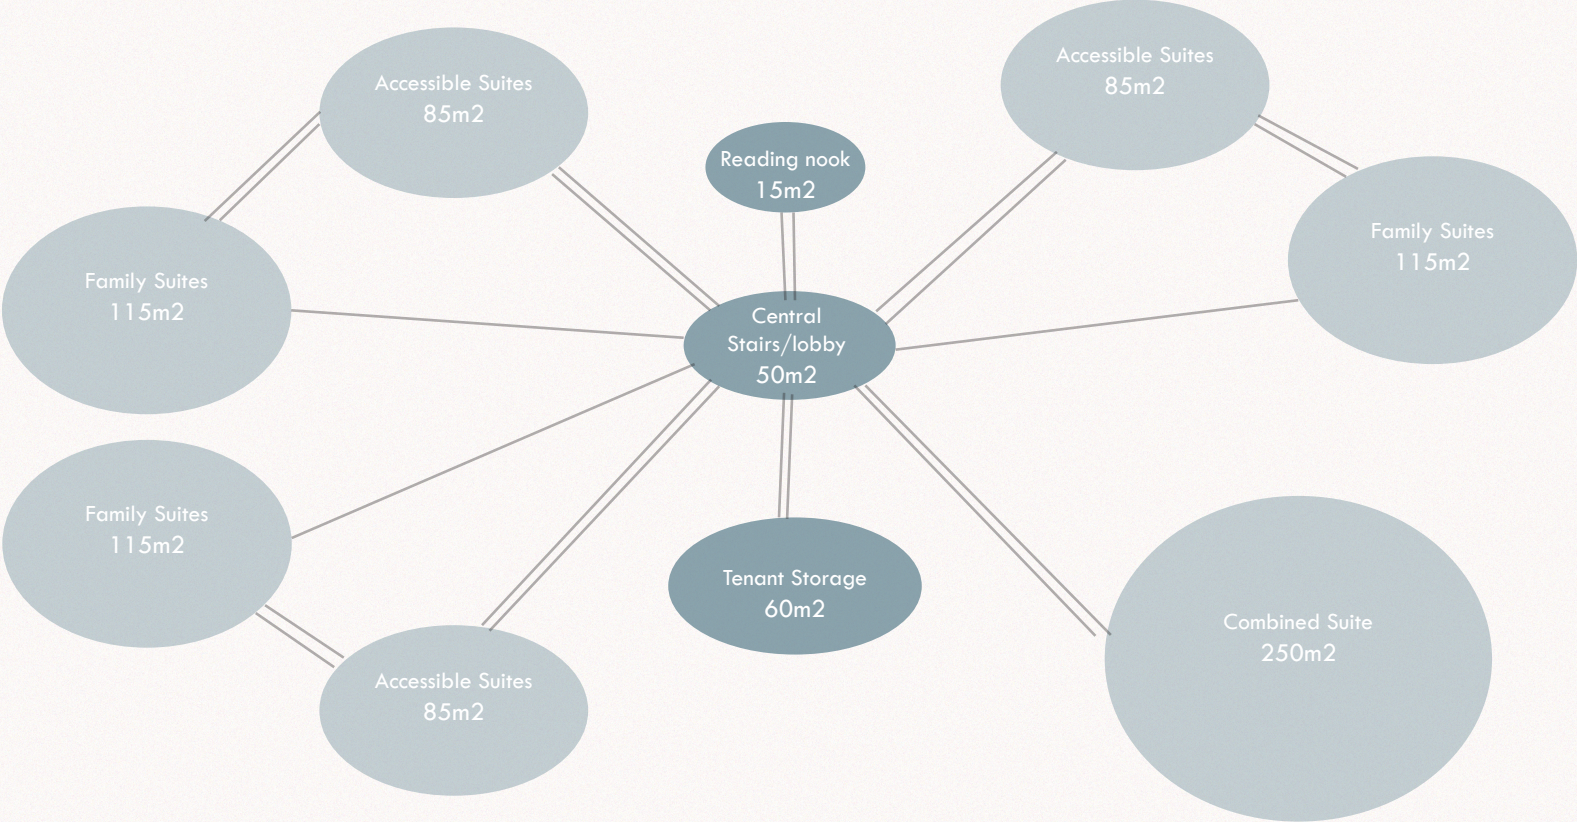 Accessible Suites
85m2
Accessible Suites
85m2
Reading nook
15m2
Family Suites
115m2
Family Suites
115m2
Central
Stairs/lobby
50m2
Family Suites
115m2
Tenant Storage
60m2
Combined Suite
250m2
Accessible Suites
85m2